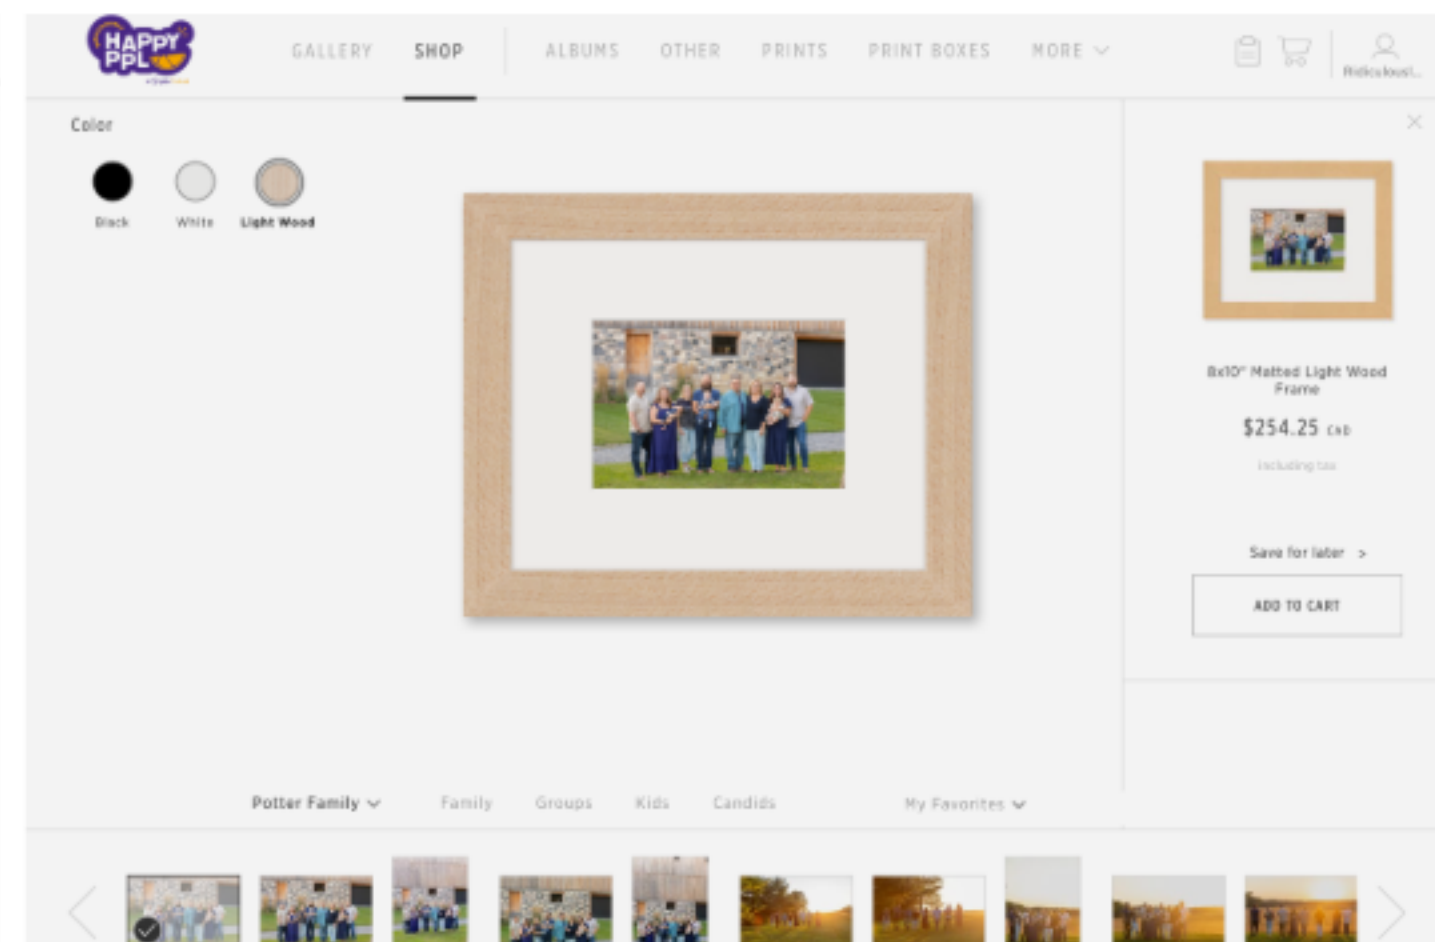 HAPPY
PPL
GALLERY SHOP ALBUMS OTHER PRINTS PRINT BOXES MORE
Ridiculousl...
Color
Black White Light Wood
8x10" Matted Light Wood
Frame
$254.25 CAD
including tax
Save for later >
ADD TO CART
Potter Family Family Groups Kids Candids My Favorites